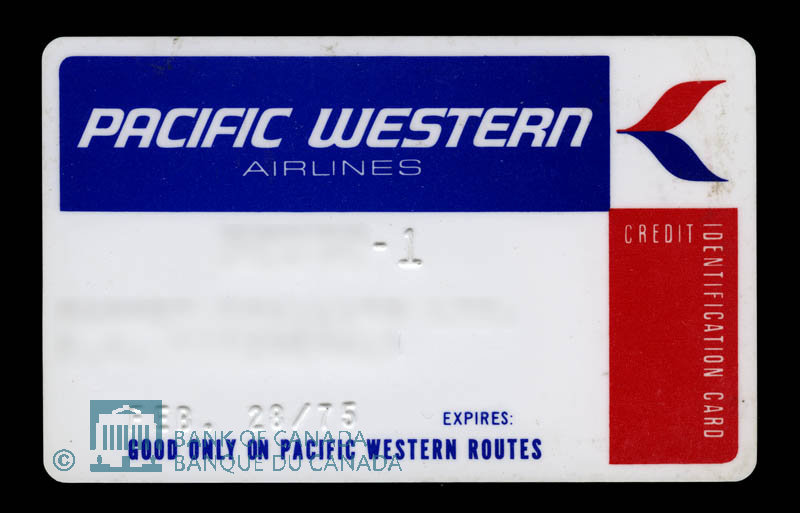 PACIFIC WESTERN
AIRLINES
CREDIT
IDENTIFICATION CARD
-1
FEB. 28/75
EXPIRES:
GOOD ONLY ON PACIFIC WESTERN ROUTES
© BANK OF CANADA
BANQUE DU CANADA